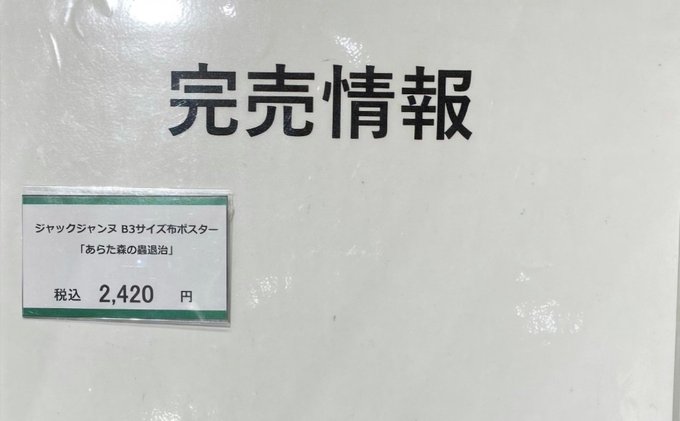 完売情報
ジャックジャンヌ B3サイズ布ポスター
「あらた森の蟲退治」
税込 2,420 円